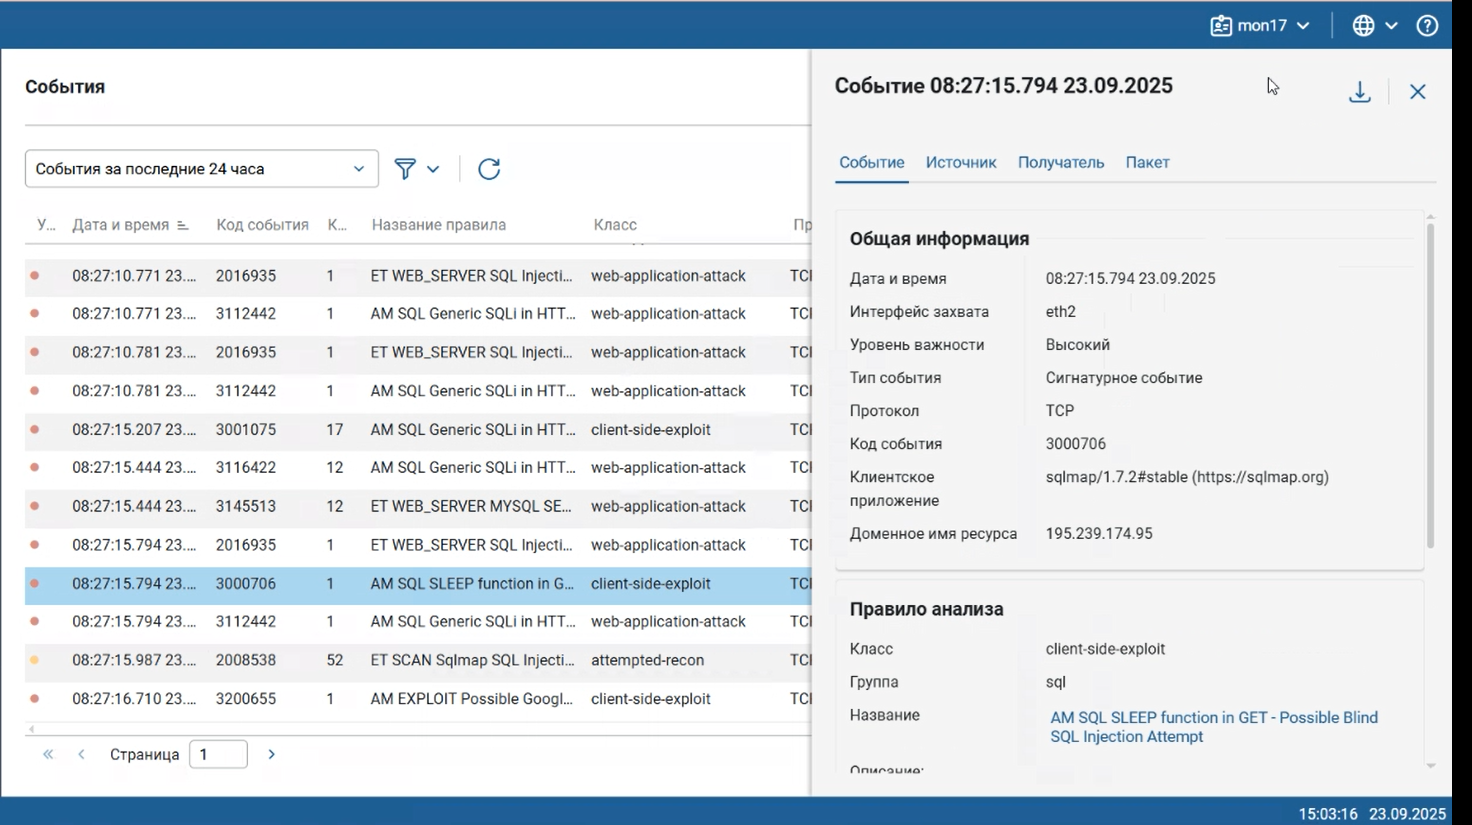 mon17
События
Событие 08:27:15.794 23.09.2025
События за последние 24 часа
Событие Источник Получатель Пакет
У... Дата и время Код события К... Название правила Класс Пр
08:27:10.771 23.... 2016935 1 ET WEB_SERVER SQL Injecti... web-application-attack TCI
08:27:10.771 23.... 3112442 1 AM SQL Generic SQLi in HTT... web-application-attack TCI
08:27:10.781 23.... 2016935 1 ET WEB_SERVER SQL Injecti... web-application-attack TCI
08:27:10.781 23.... 3112442 1 AM SQL Generic SQLi in HTT... web-application-attack TCI
08:27:15.207 23.... 3001075 17 AM SQL Generic SQLi in HTT... client-side-exploit TCI
08:27:15.444 23.... 3116422 12 AM SQL Generic SQLi in HTT... web-application-attack TCI
08:27:15.444 23.... 3145513 12 ET WEB_SERVER MYSQL SE... web-application-attack TCI
08:27:15.794 23.... 2016935 1 ET WEB_SERVER SQL Injecti... web-application-attack TCI
08:27:15.794 23.... 3000706 1 AM SQL SLEEP function in G... client-side-exploit TCI
08:27:15.794 23.... 3112442 1 AM SQL Generic SQLi in HTT... web-application-attack TCI
08:27:15.987 23.... 2008538 52 ET SCAN Sqlmap SQL Injecti... attempted-recon TCI
08:27:16.710 23.... 3200655 1 AM EXPLOIT Possible Googl... client-side-exploit TCI
Страница 1
Общая информация
Дата и время 08:27:15.794 23.09.2025
Интерфейс захвата eth2
Уровень важности Высокий
Тип события Сигнатурное событие
Протокол TCP
Код события 3000706
Клиентское sqlmap/1.7.2#stable (https://sqlmap.org)
приложение
Доменное имя ресурса 195.239.174.95
Правило анализа
Класс client-side-exploit
Группа sql
Название AM SQL SLEEP function in GET - Possible Blind
SQL Injection Attempt
Описание:
15:03:16 23.09.2025